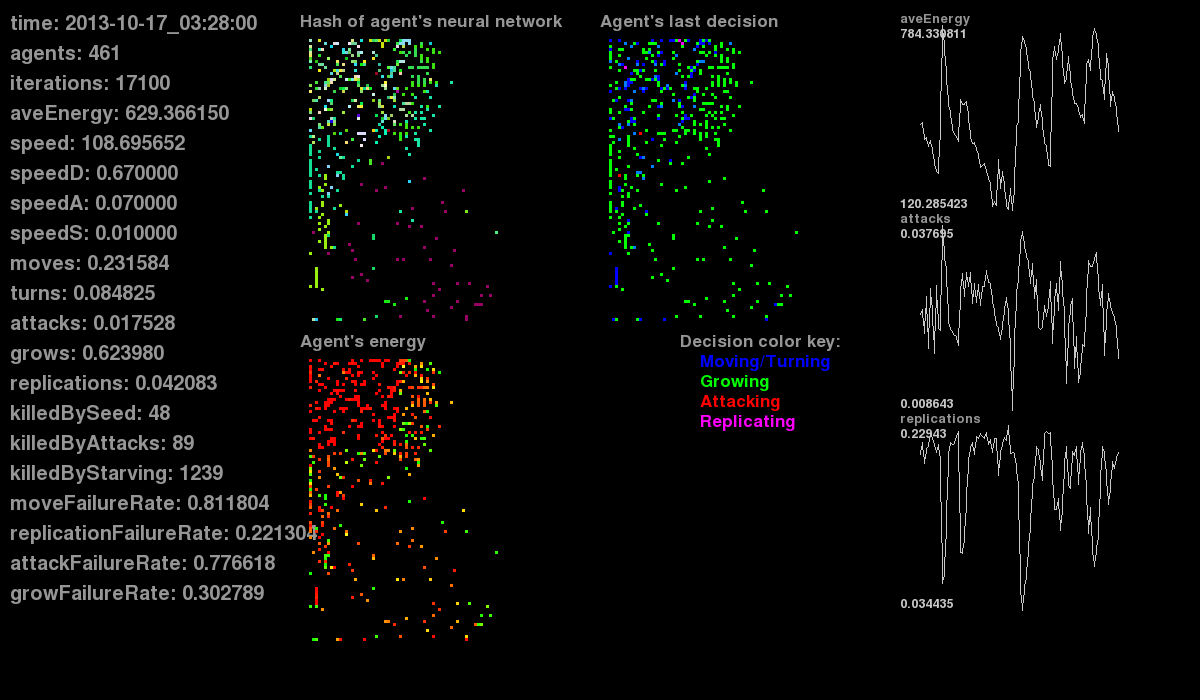 time: 2013-10-17_03:28:00
agents: 461
iterations: 17100
aveEnergy: 629.366150
speed: 108.695652
speedD: 0.670000
speedA: 0.070000
speedS: 0.010000
moves: 0.231584
turns: 0.084825
attacks: 0.017528
grows: 0.623980
replications: 0.042083
killedBySeed: 48
killedByAttacks: 89
killedByStarving: 1239
moveFailureRate: 0.811804
replicationFailureRate: 0.221304
attackFailureRate: 0.776618
growFailureRate: 0.302789
Hash of agent's neural network
Agent's last decision
Agent's energy
Decision color key:
Moving/Turning
Growing
Attacking
Replicating
aveEnergy
784.330811
120.285423
attacks
0.037695
0.008643
replications
0.22943
0.034435